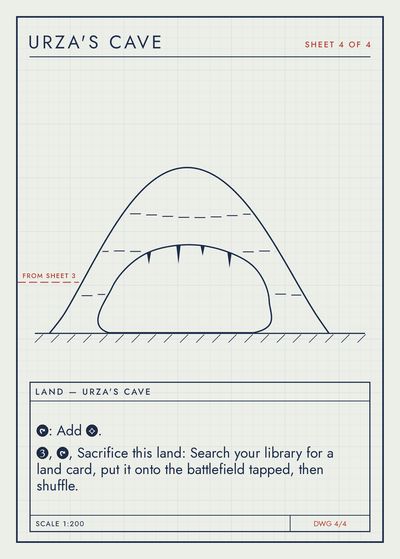 URZA'S CAVE
SHEET 4 OF 4
FROM SHEET 3
LAND — URZA'S CAVE
: Add .
3, , Sacrifice this land: Search your library for a
land card, put it onto the battlefield tapped, then
shuffle.
SCALE 1:200
DWG 4/4